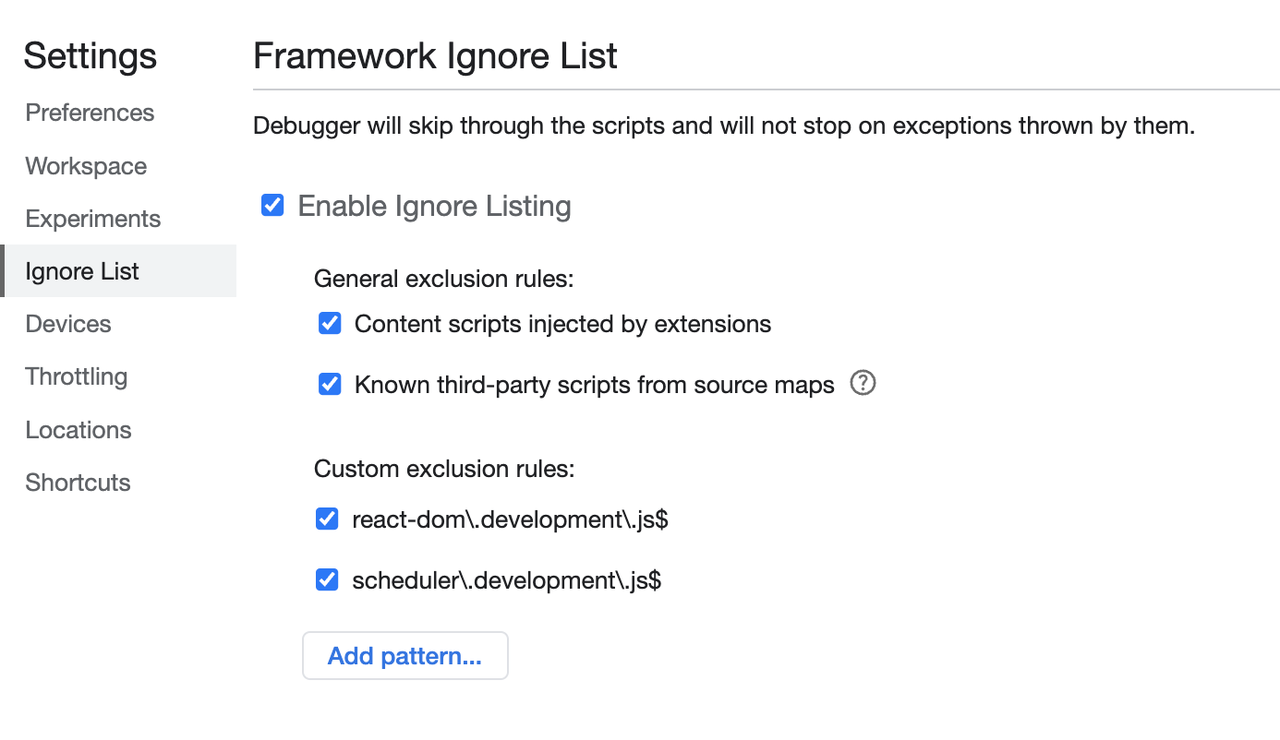 Settings
Preferences
Workspace
Experiments
Ignore List
Devices
Throttling
Locations
Shortcuts
Framework Ignore List
Debugger will skip through the scripts and will not stop on exceptions thrown by them.
Enable Ignore Listing
General exclusion rules:
Content scripts injected by extensions
Known third-party scripts from source maps ?
Custom exclusion rules:
react-dom\.development\.js$
scheduler\.development\.js$
Add pattern...